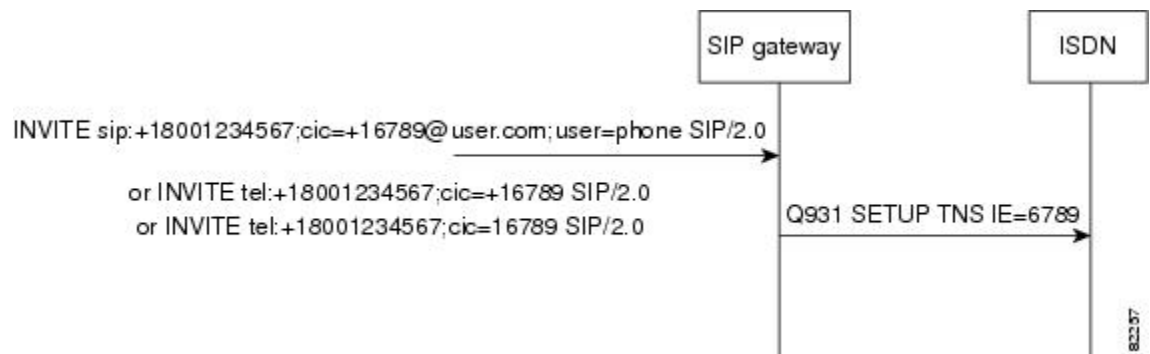 SIP gateway
ISDN
INVITE sip:+18001234567;cic=+16789@user.com;user=phone SIP/2.0
or INVITE tel:+18001234567;cic=+16789 SIP/2.0
or INVITE tel:+18001234567;cic=16789 SIP/2.0
Q931 SETUP TNS IE=6789
82257